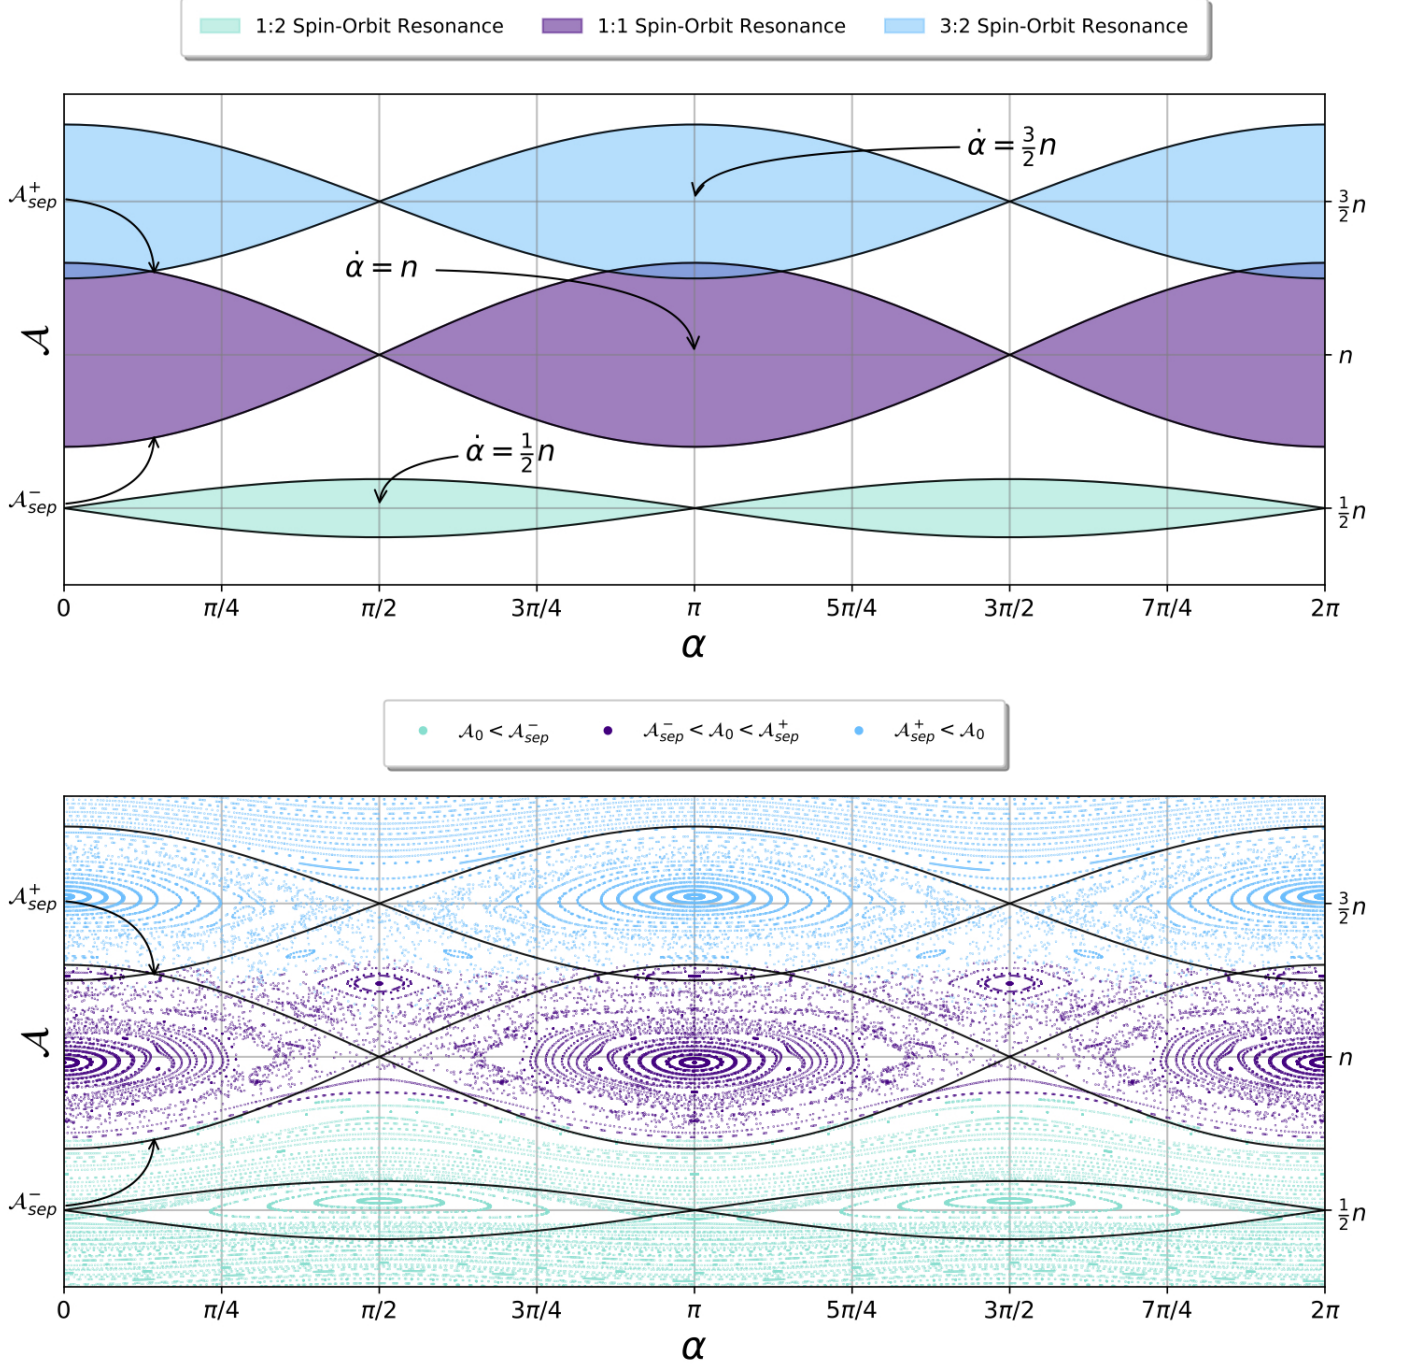 1:2 Spin-Orbit Resonance 1:1 Spin-Orbit Resonance 3:2 Spin-Orbit Resonance
α̇ = 3/2 n
𝒜⁺sep
3/2 n
α̇ = n
𝒜
n
α̇ = 1/2 n
𝒜⁻sep
1/2 n
0 π/4 π/2 3π/4 π 5π/4 3π/2 7π/4 2π
α
𝒜₀ < 𝒜⁻sep 𝒜⁻sep < 𝒜₀ < 𝒜⁺sep 𝒜⁺sep < 𝒜₀
𝒜⁺sep
3/2 n
𝒜
n
𝒜⁻sep
1/2 n
0 π/4 π/2 3π/4 π 5π/4 3π/2 7π/4 2π
α